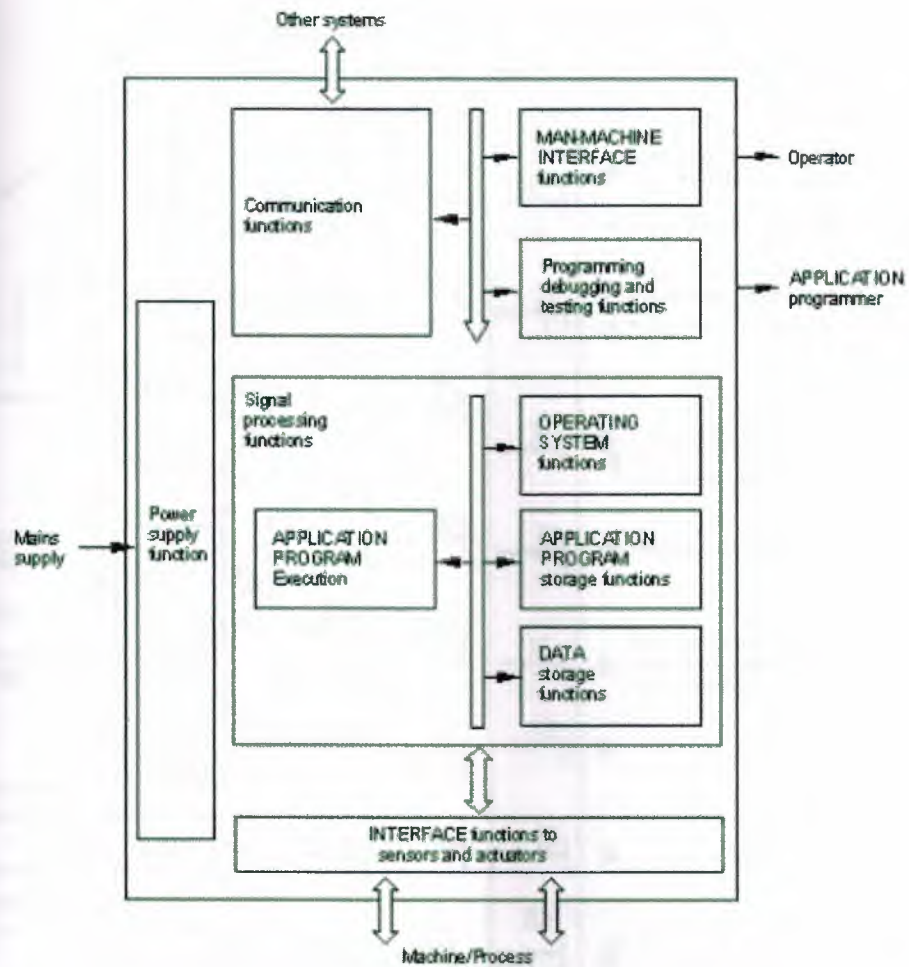 Other systems
MAN-MACHINE
INTERFACE
functions
Operator
Communication
functions
Programming
debugging and
testing functions
APPLICATION
programmer
Signal
processing
functions
OPERATING
SYSTEM
functions
Mains
supply
Power
supply
function
APPLICATION
PROGRAM
Execution
APPLICATION
PROGRAM
storage functions
DATA
storage
functions
INTERFACE functions to
sensors and actuators
Machine/Process